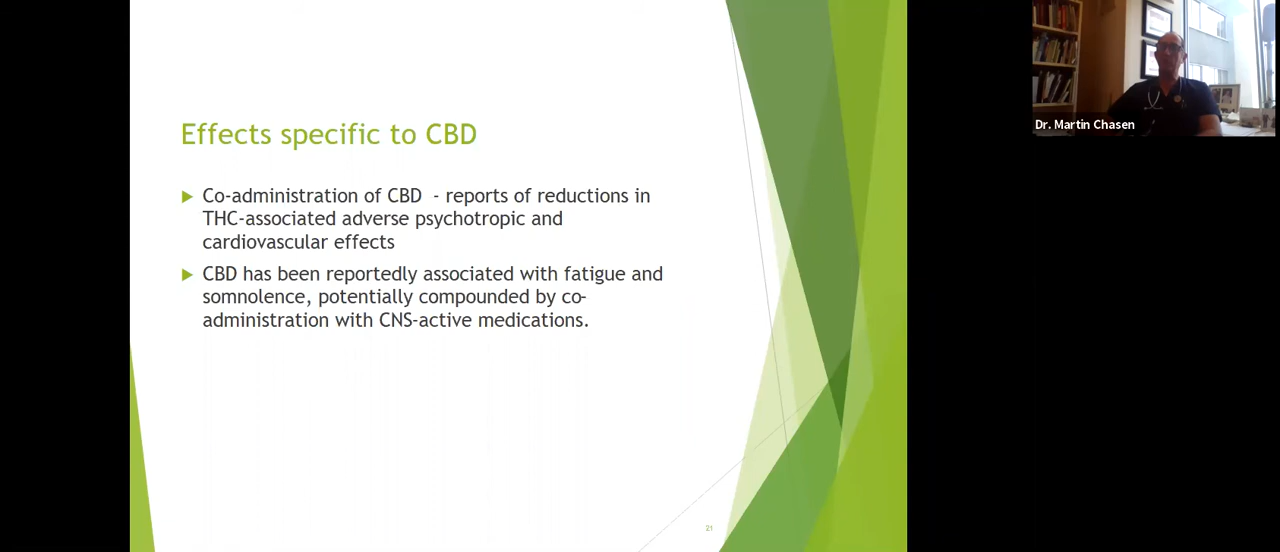 Effects specific to CBD
Co-administration of CBD - reports of reductions in
THC-associated adverse psychotropic and
cardiovascular effects
CBD has been reportedly associated with fatigue and
somnolence, potentially compounded by co-
administration with CNS-active medications.
21
Dr. Martin Chasen